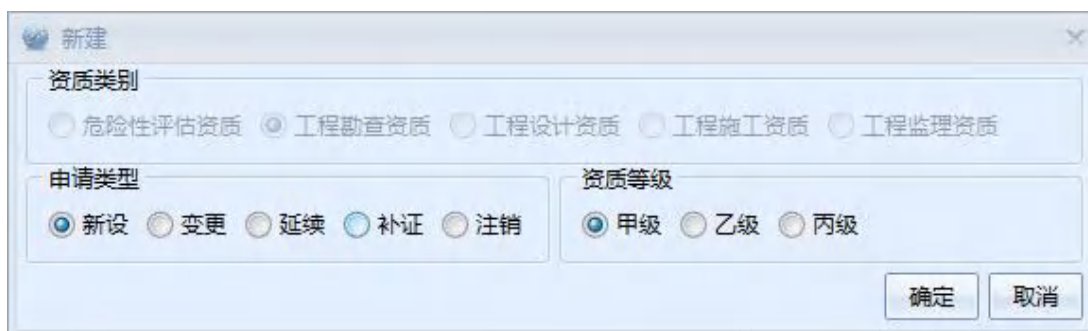 新建
资质类别
危险性评估资质 工程勘查资质 工程设计资质 工程施工资质 工程监理资质
申请类型 资质等级
新设 变更 延续 补证 注销 甲级 乙级 丙级
确定 取消